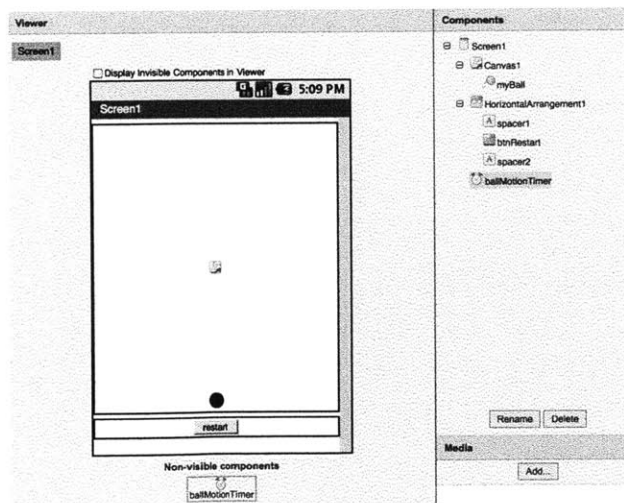 Viewer
Screen1
Display Invisible Components in Viewer
5:09 PM
Screen1
restart
Non-visible components
ballMotionTimer
Components
Screen1
Canvas1
myBall
HorizontalArrangement1
spacer1
btnRestart
spacer2
ballMotionTimer
Rename
Delete
Media
Add...